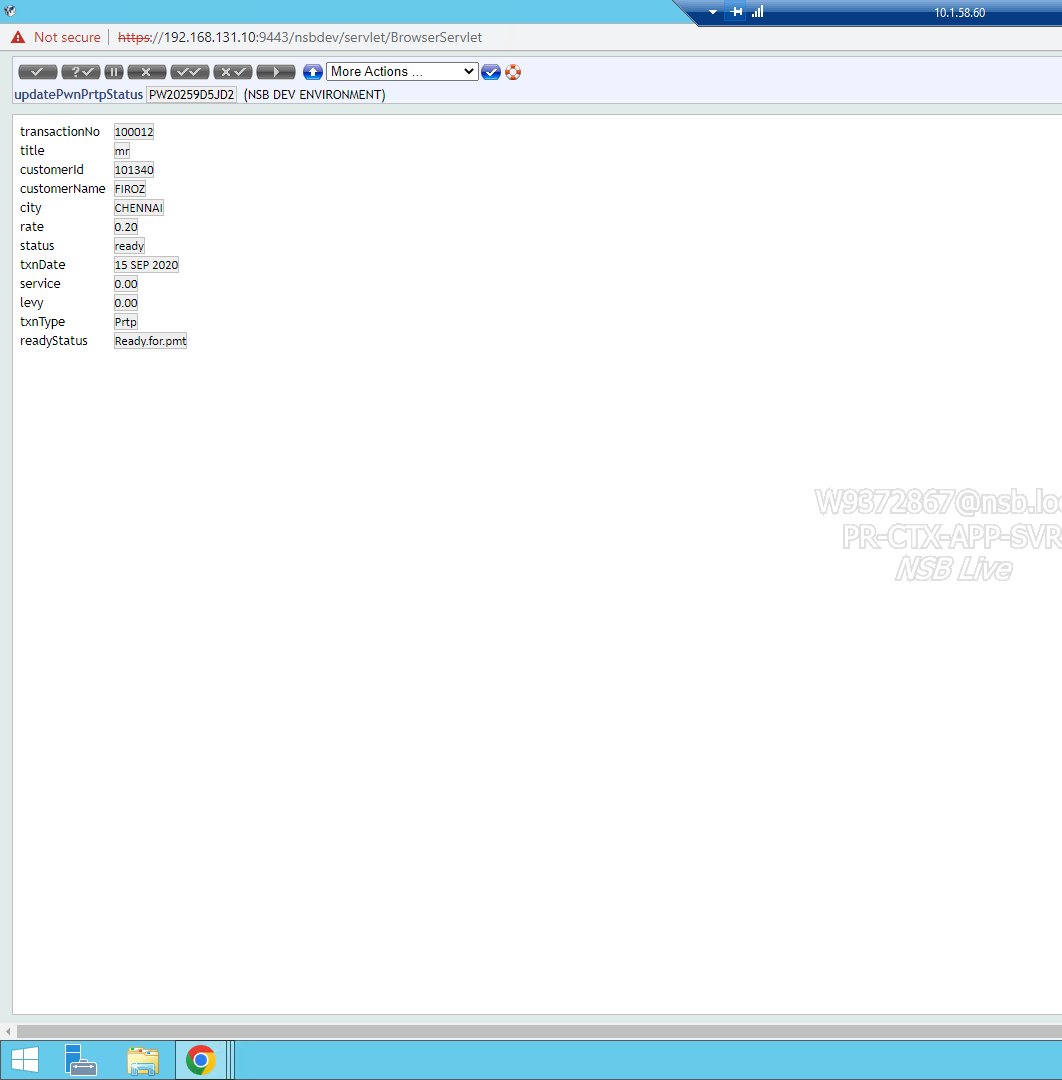 10.1.58.60
Not secure https://192.168.131.10:9443/nsbdev/servlet/BrowserServlet
More Actions ...
updatePwnPrtpStatus PW20259D5JD2 (NSB DEV ENVIRONMENT)
transactionNo 100012
title mr
customerId 101340
customerName FIROZ
city CHENNAI
rate 0.20
status ready
txnDate 15 SEP 2020
service 0.00
levy 0.00
txnType Prtp
readyStatus Ready.for.pmt
W9372867@nsb.loc
PR-CTX-APP-SVR
NSB Live